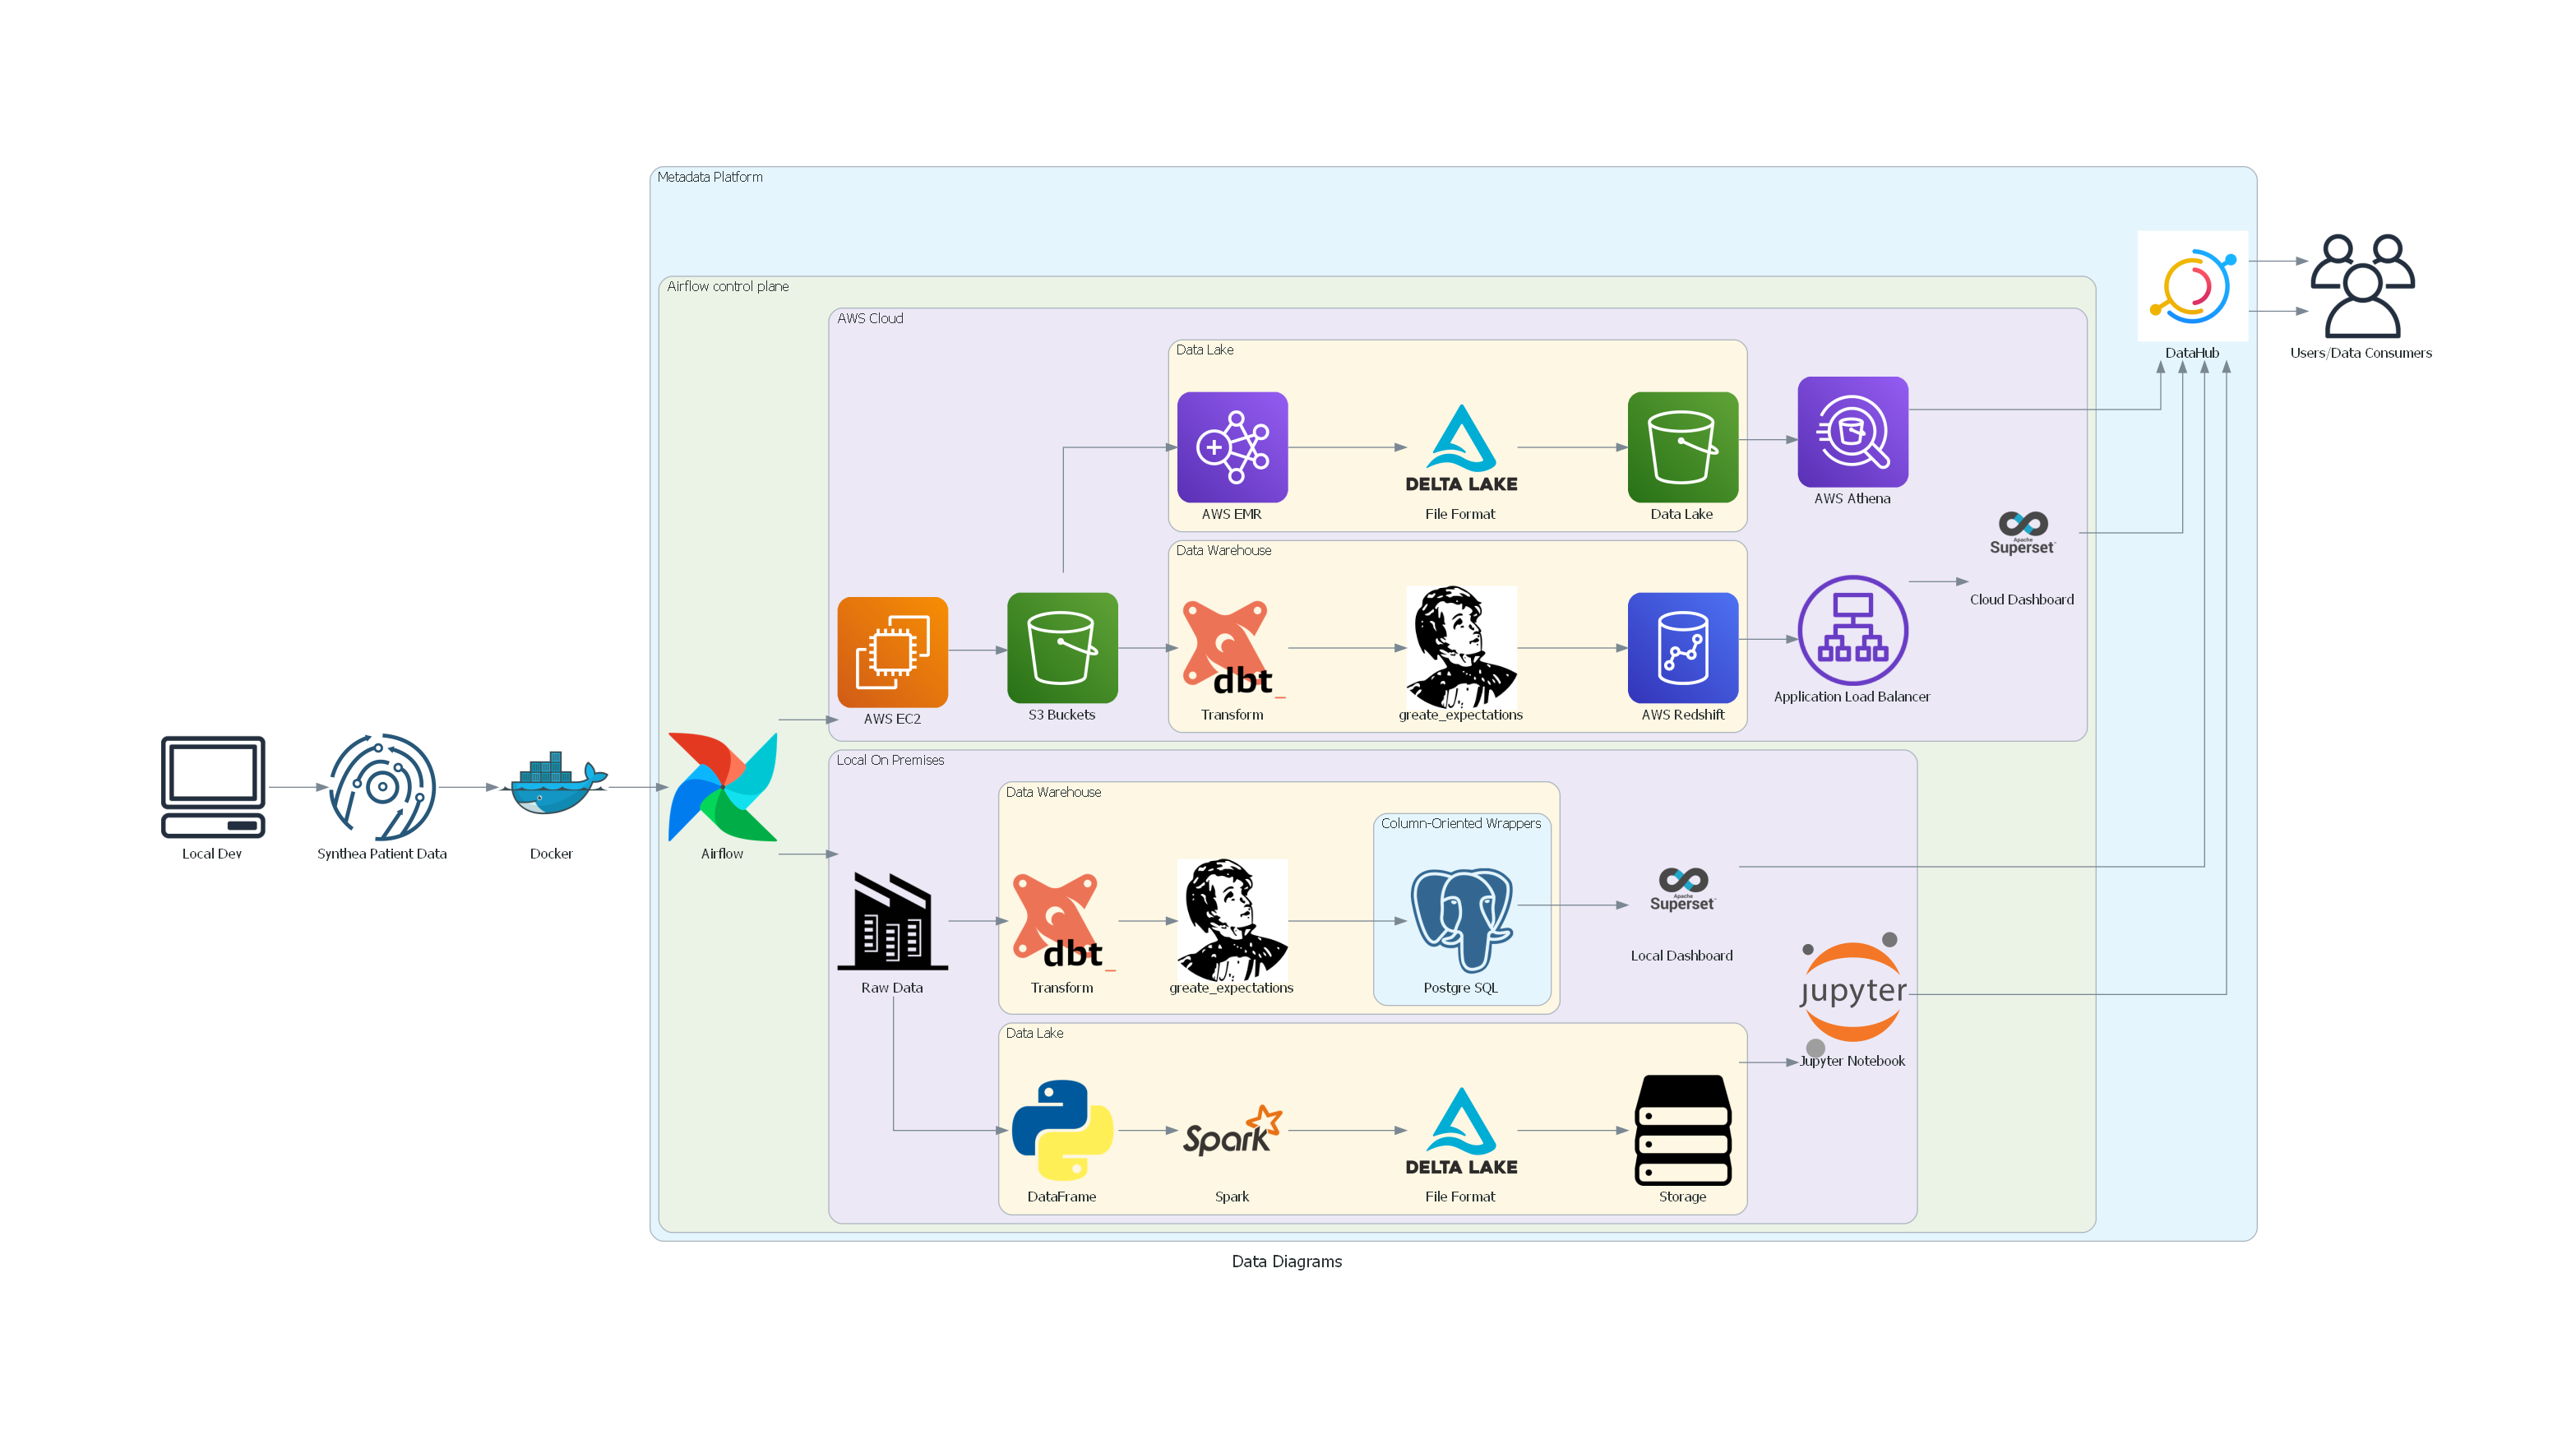 Metadata Platform
Airflow control plane
AWS Cloud
Data Lake
DELTA LAKE
AWS EMR
File Format
Data Lake
AWS Athena
DataHub
Users/Data Consumers
Apache
Superset
Cloud Dashboard
Data Warehouse
dbt_
Transform
greate_expectations
AWS Redshift
Application Load Balancer
AWS EC2
S3 Buckets
Local Dev
Synthea Patient Data
Docker
Airflow
Local On Premises
Data Warehouse
Column-Oriented Wrappers
dbt_
Raw Data
Transform
greate_expectations
Postgre SQL
Apache
Superset
Local Dashboard
jupyter
Jupyter Notebook
Data Lake
Spark
DELTA LAKE
DataFrame
Spark
File Format
Storage
Data Diagrams